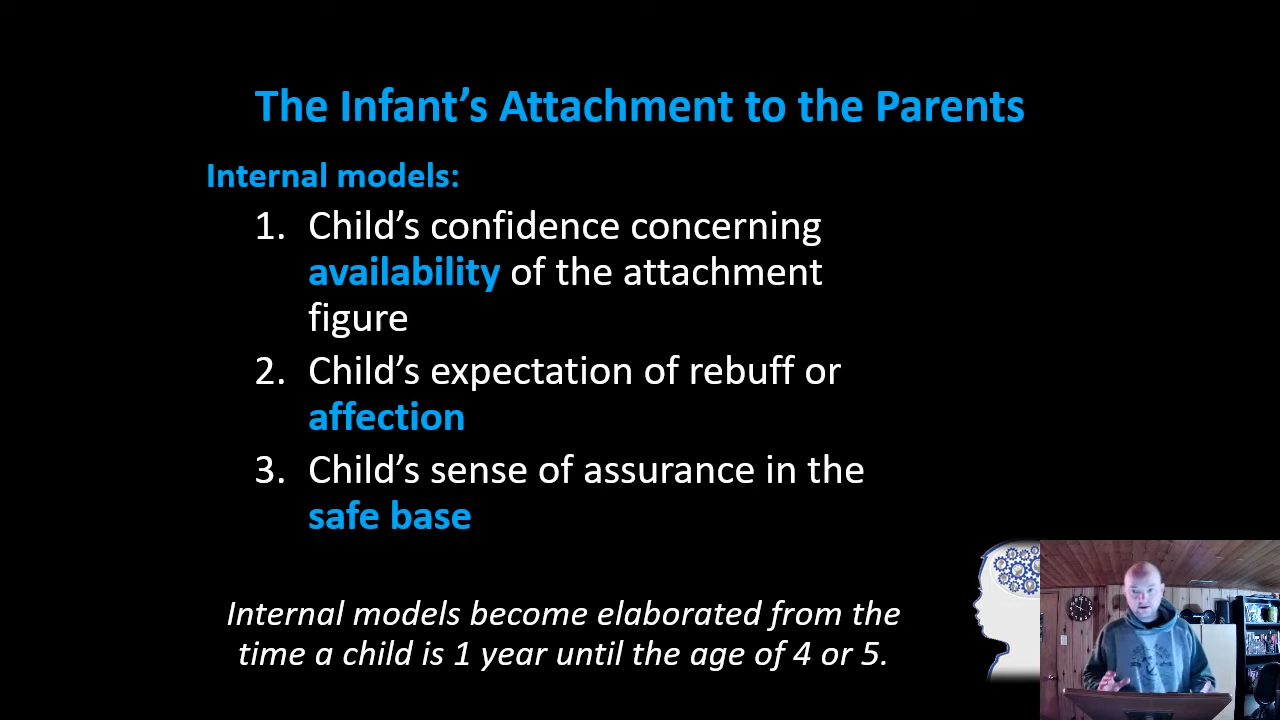 The Infant’s Attachment to the Parents
Internal models:
1. Child’s confidence concerning
availability of the attachment
figure
2. Child’s expectation of rebuff or
affection
3. Child’s sense of assurance in the
safe base
Internal models become elaborated from the
time a child is 1 year until the age of 4 or 5.